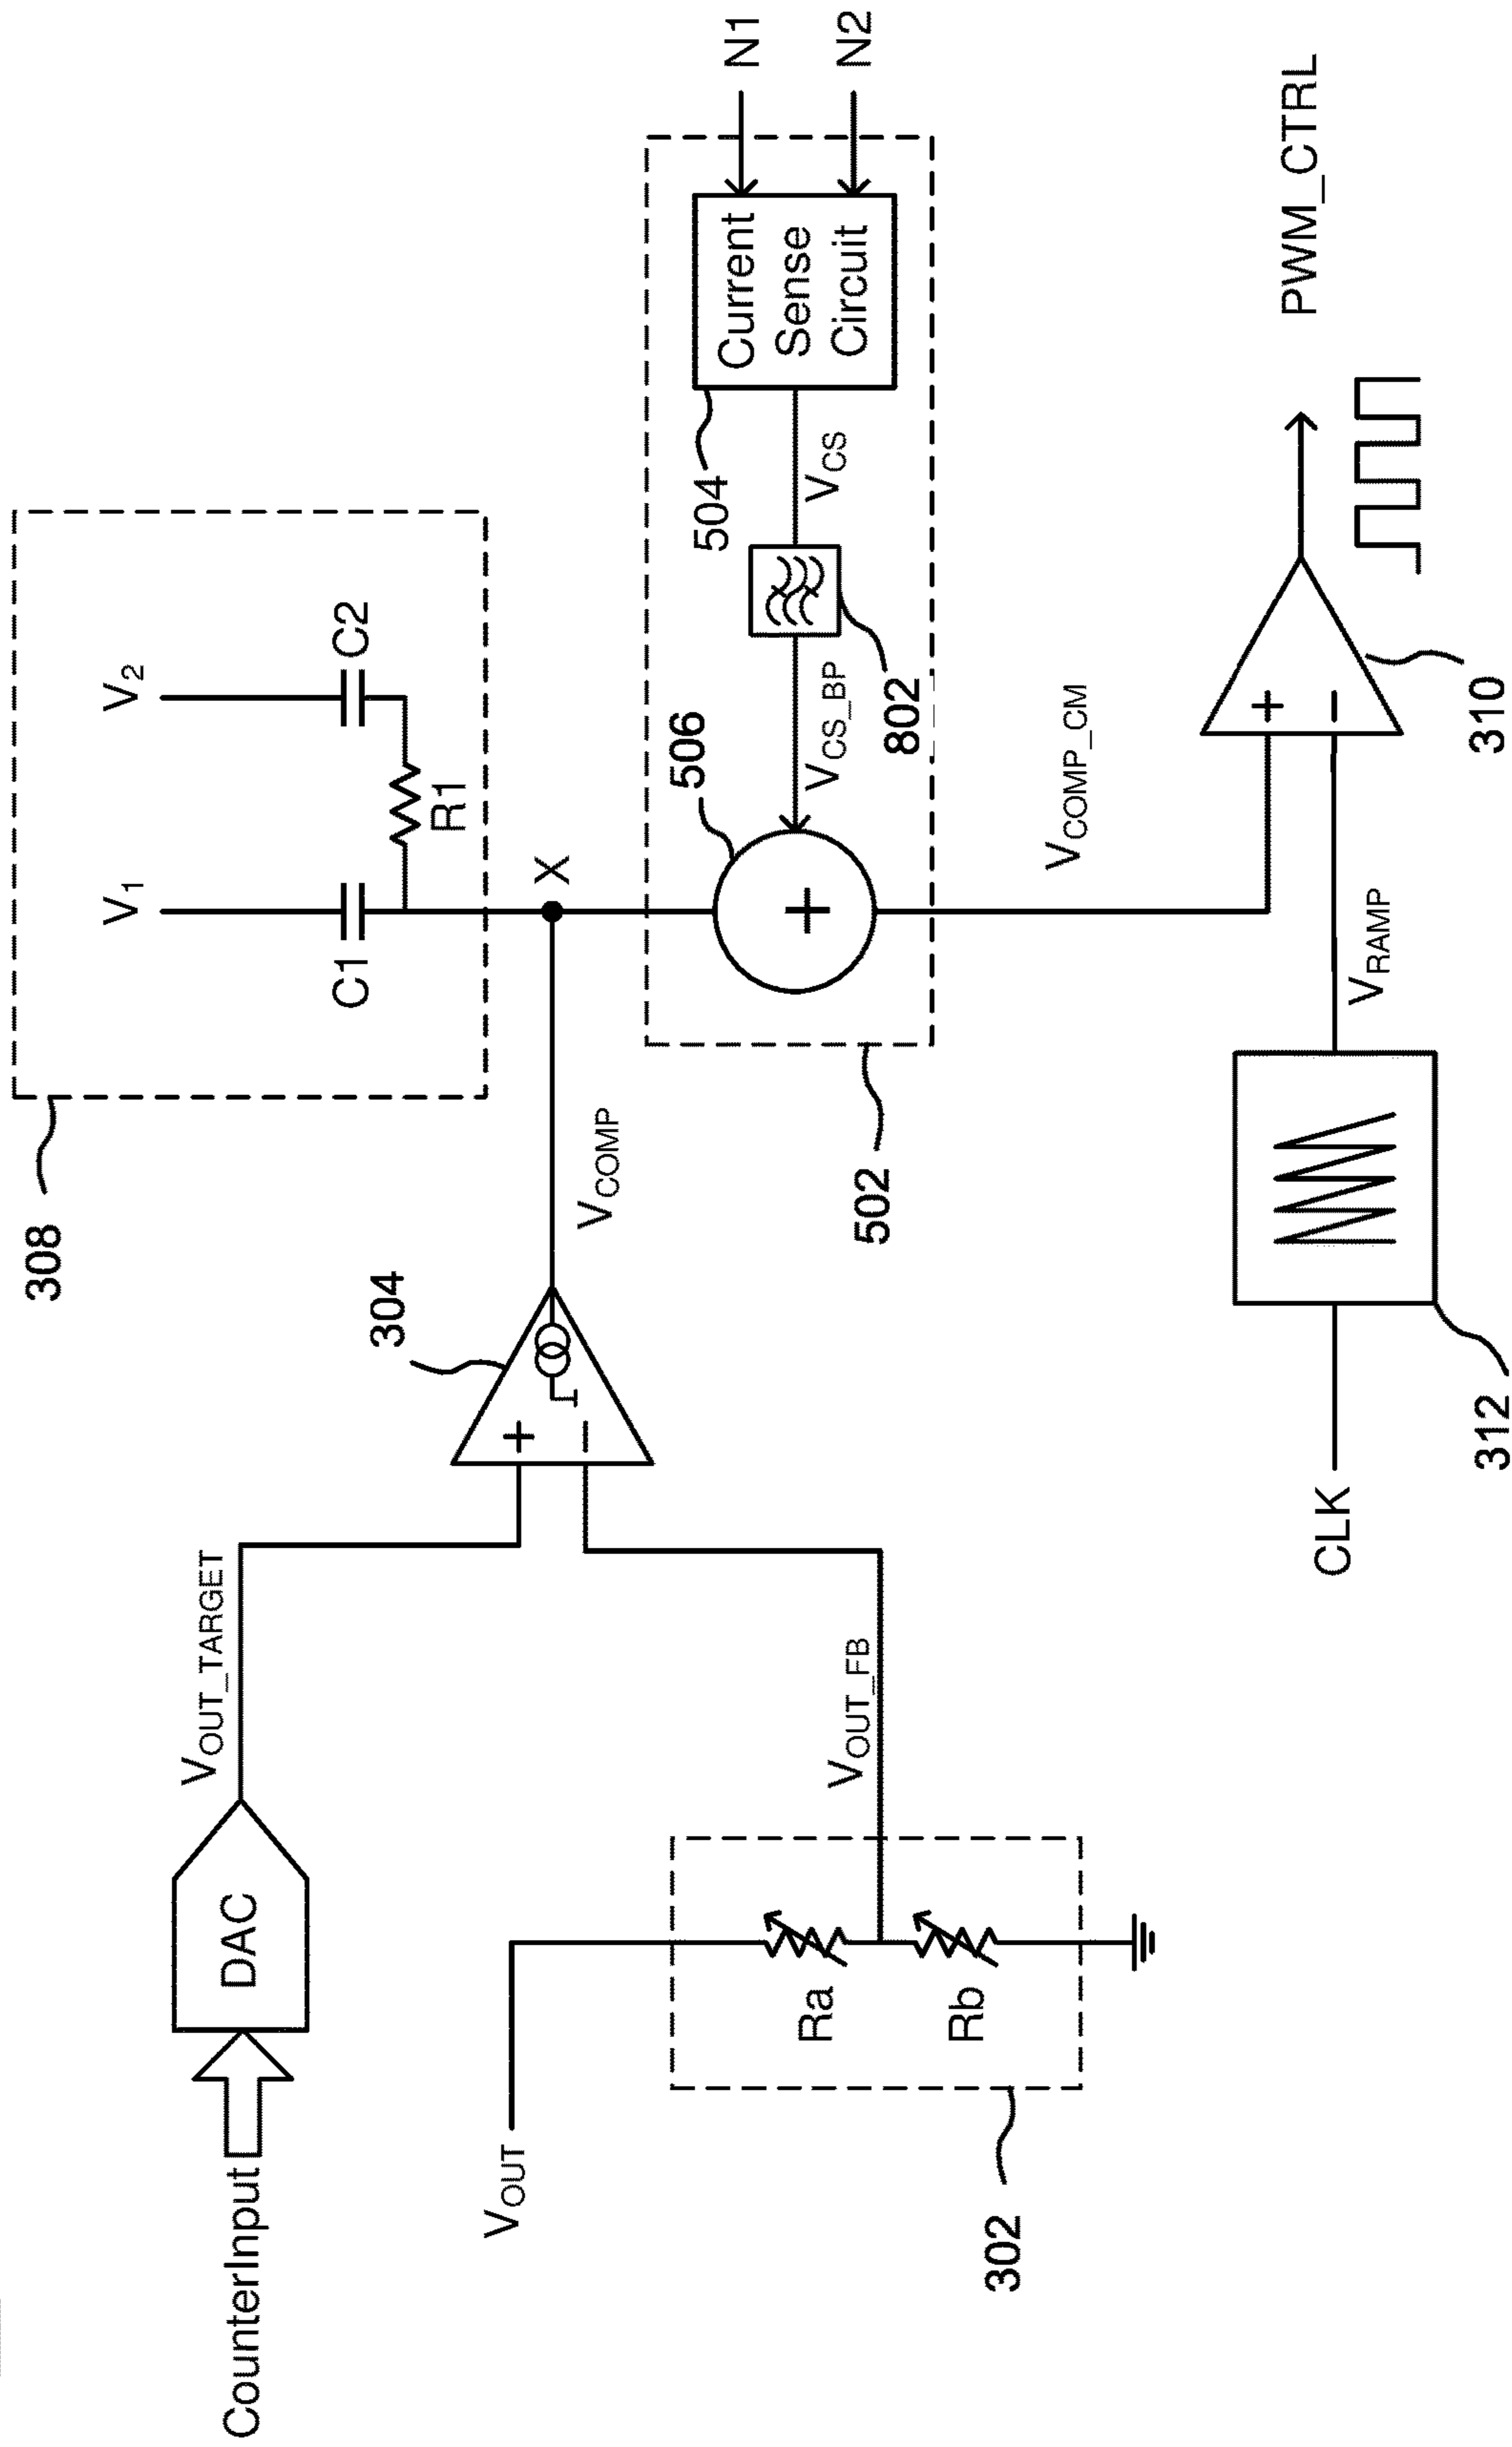 308
V1
V2
C1
C2
R1
X
CounterInput
DAC
VOUT_TARGET
304
+
−
VCOMP
506
+
VCS_BP
802
504
VCS
Current
Sense
Circuit
N1
N2
502
VOUT
Ra
Rb
302
VOUT_FB
VCOMP_CM
CLK
312
VRAMP
+
−
310
PWM_CTRL